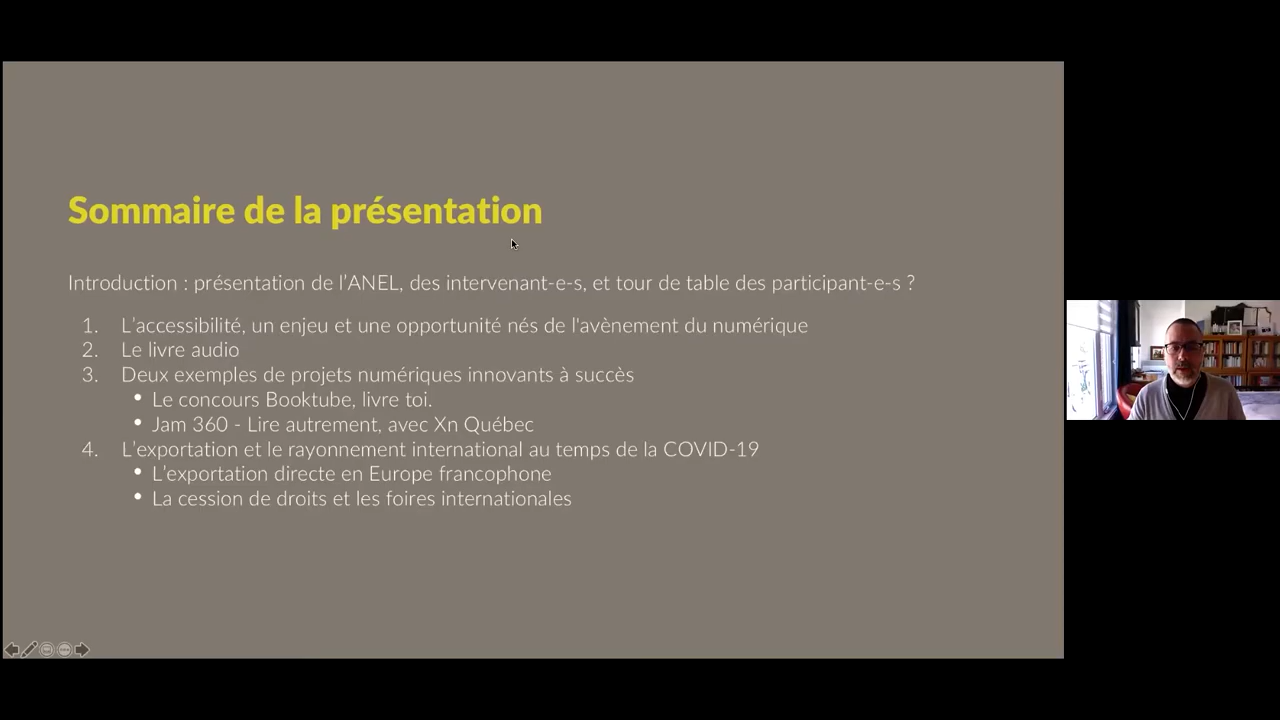 Sommaire de la présentation
Introduction : présentation de l'ANEL, des intervenant-e-s, et tour de table des participant-e-s ?
1. L'accessibilité, un enjeu et une opportunité nés de l'avènement du numérique
2. Le livre audio
3. Deux exemples de projets numériques innovants à succès
• Le concours Booktube, livre toi.
• Jam 360 - Lire autrement, avec Xn Québec
4. L'exportation et le rayonnement international au temps de la COVID-19
• L'exportation directe en Europe francophone
• La cession de droits et les foires internationales